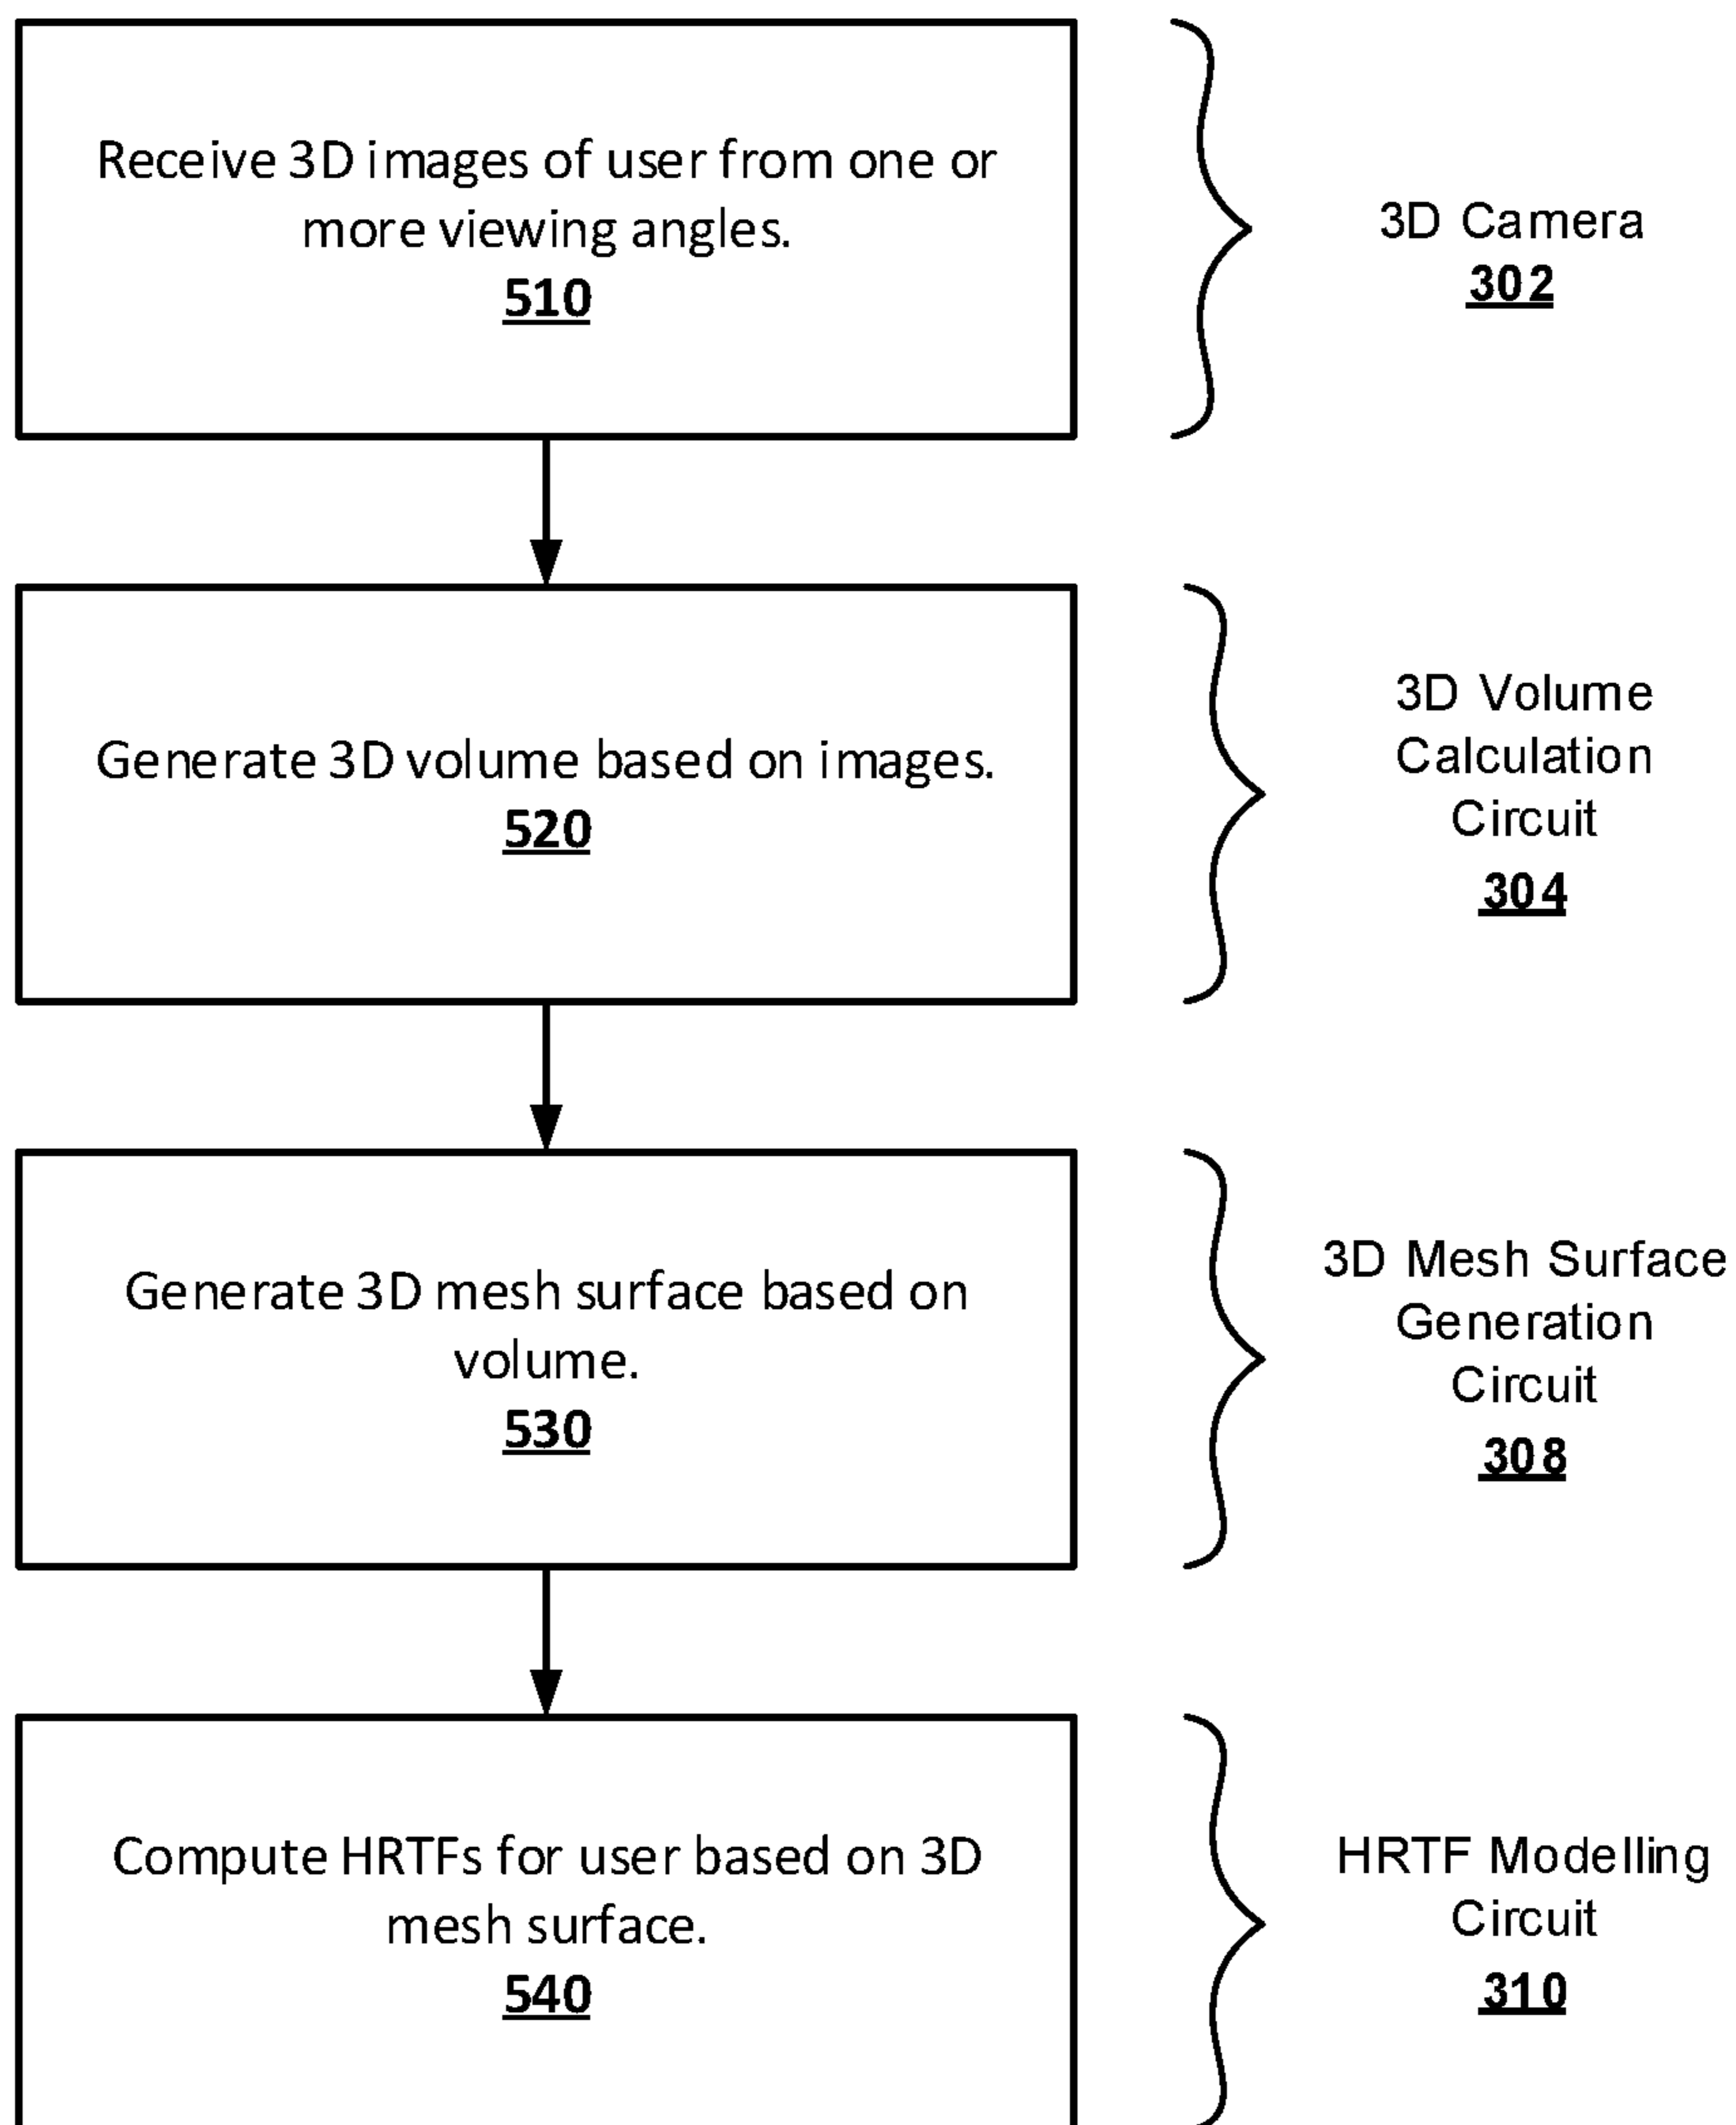 Receive 3D images of user from one or
more viewing angles.
510
3D Camera
302
Generate 3D volume based on images.
520
3D Volume
Calculation
Circuit
304
Generate 3D mesh surface based on
volume.
530
3D Mesh Surface
Generation
Circuit
308
Compute HRTFs for user based on 3D
mesh surface.
540
HRTF Modelling
Circuit
310